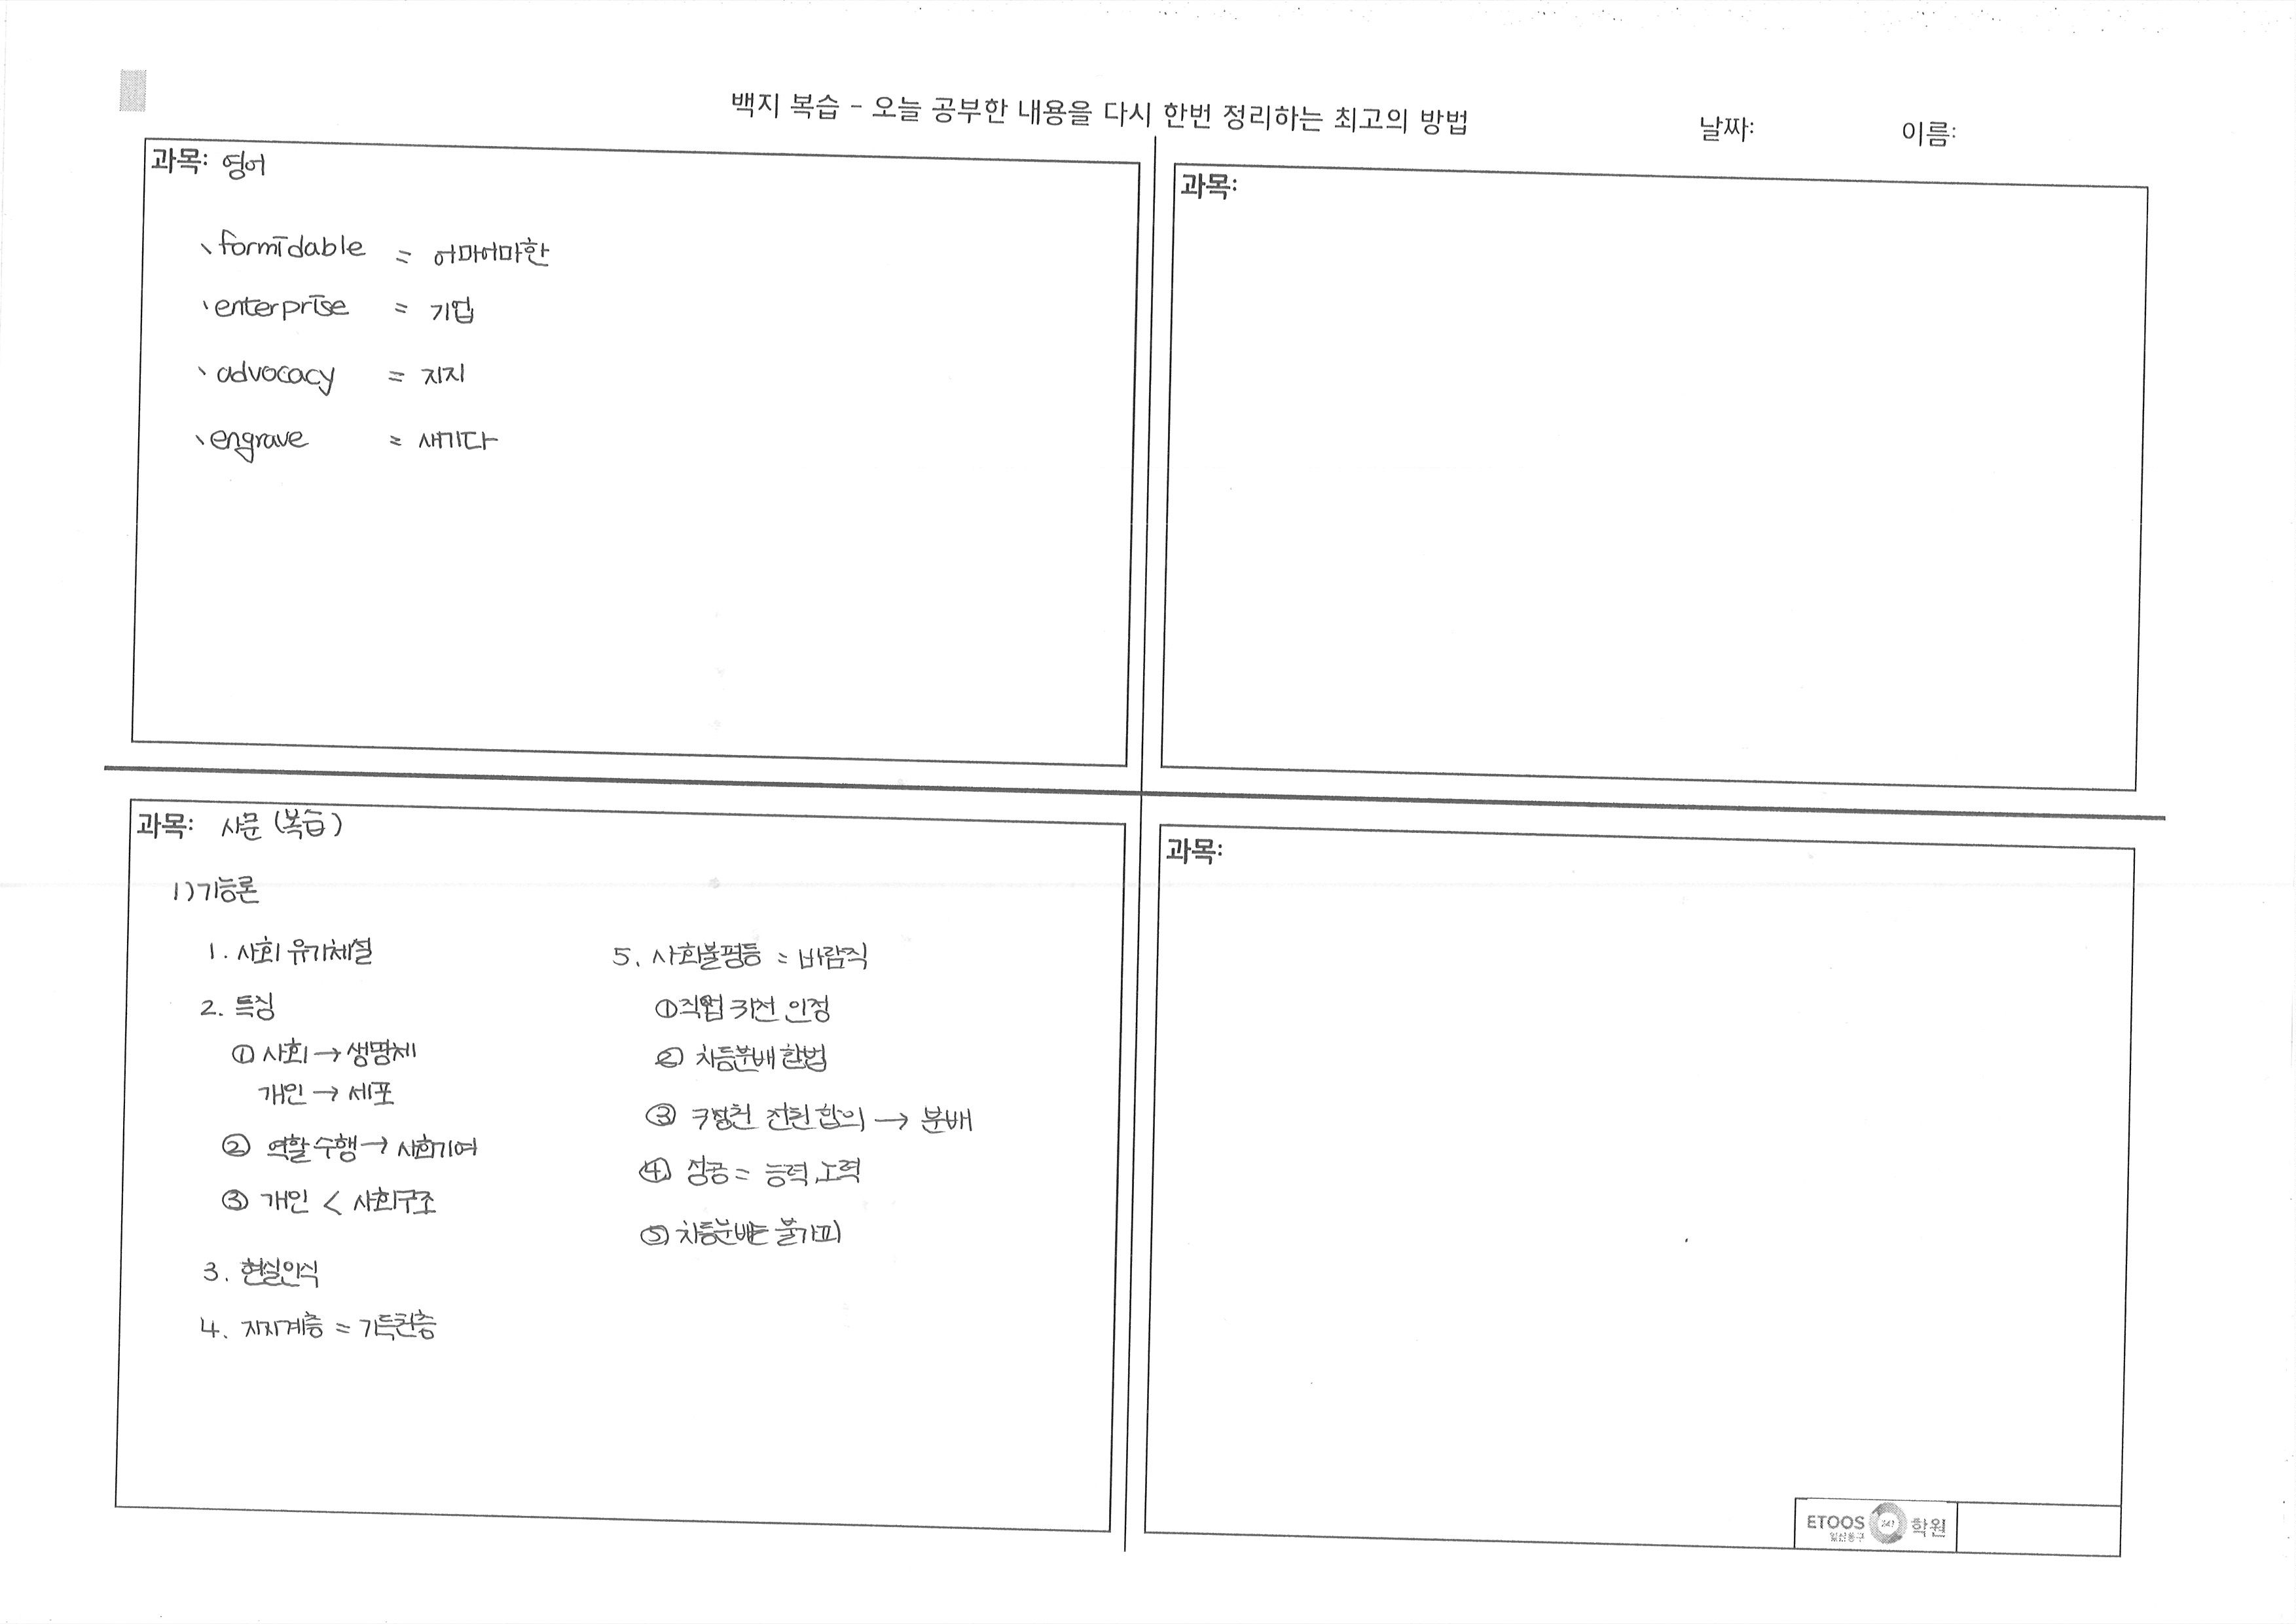 백지 복습 - 오늘 공부한 내용을 다시 한번 정리하는 최고의 방법
날짜: 이름:
과목: 영어
、formidable = 어마어마한
、enterprise = 기업
、advocacy = 지지
、engrave = 새기다
과목:
과목: 사문 (복습)
1) 기능론
1. 사회 유기체설
2. 특징
① 사회 → 생명체
개인 → 세포
② 역할 수행 → 사회기여
③ 개인 < 사회구조
3. 현실인식
4. 지지계층 = 기득권층
5. 사회불평등 = 바람직
① 직업 귀천 인정
② 차등분배 합법
③ 구성원 전원 합의 → 분배
④ 성공 = 능력, 노력
⑤ 차등분배는 불가피
과목:
ETOOS 247 학원